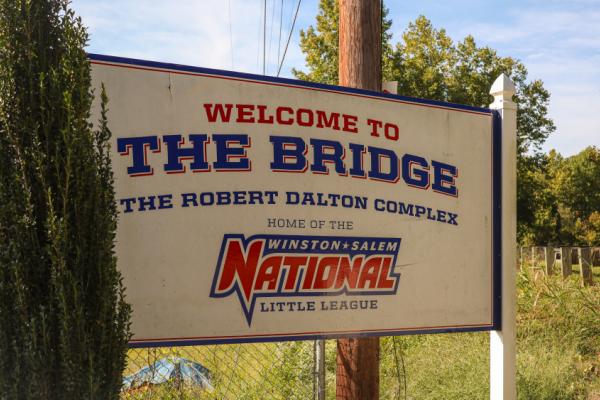 WELCOME TO
THE BRIDGE
THE ROBERT DALTON COMPLEX
HOME OF THE
WINSTON★SALEM
NATIONAL
LITTLE LEAGUE